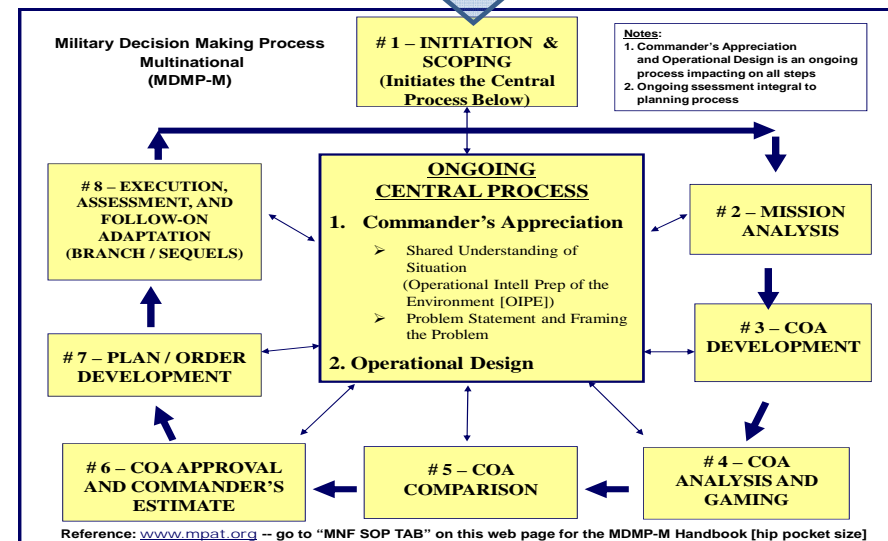 Military Decision Making Process
Multinational
(MDMP-M)
# 1 – INITIATION &
SCOPING
(Initiates the Central
Process Below)
Notes:
1. Commander's Appreciation
and Operational Design is an ongoing
process impacting on all steps
2. Ongoing ssessment integral to
planning process
# 8 – EXECUTION,
ASSESSMENT, AND
FOLLOW-ON
ADAPTATION
(BRANCH / SEQUELS)
ONGOING
CENTRAL PROCESS
1. Commander's Appreciation
➢ Shared Understanding of
Situation
(Operational Intell Prep of the
Environment [OIPE])
➢ Problem Statement and Framing
the Problem
2. Operational Design
# 2 – MISSION
ANALYSIS
# 3 – COA
DEVELOPMENT
# 7 – PLAN / ORDER
DEVELOPMENT
# 6 – COA APPROVAL
AND COMMANDER'S
ESTIMATE
# 5 – COA
COMPARISON
# 4 – COA
ANALYSIS AND
GAMING
Reference: www.mpat.org -- go to "MNF SOP TAB" on this web page for the MDMP-M Handbook [hip pocket size]